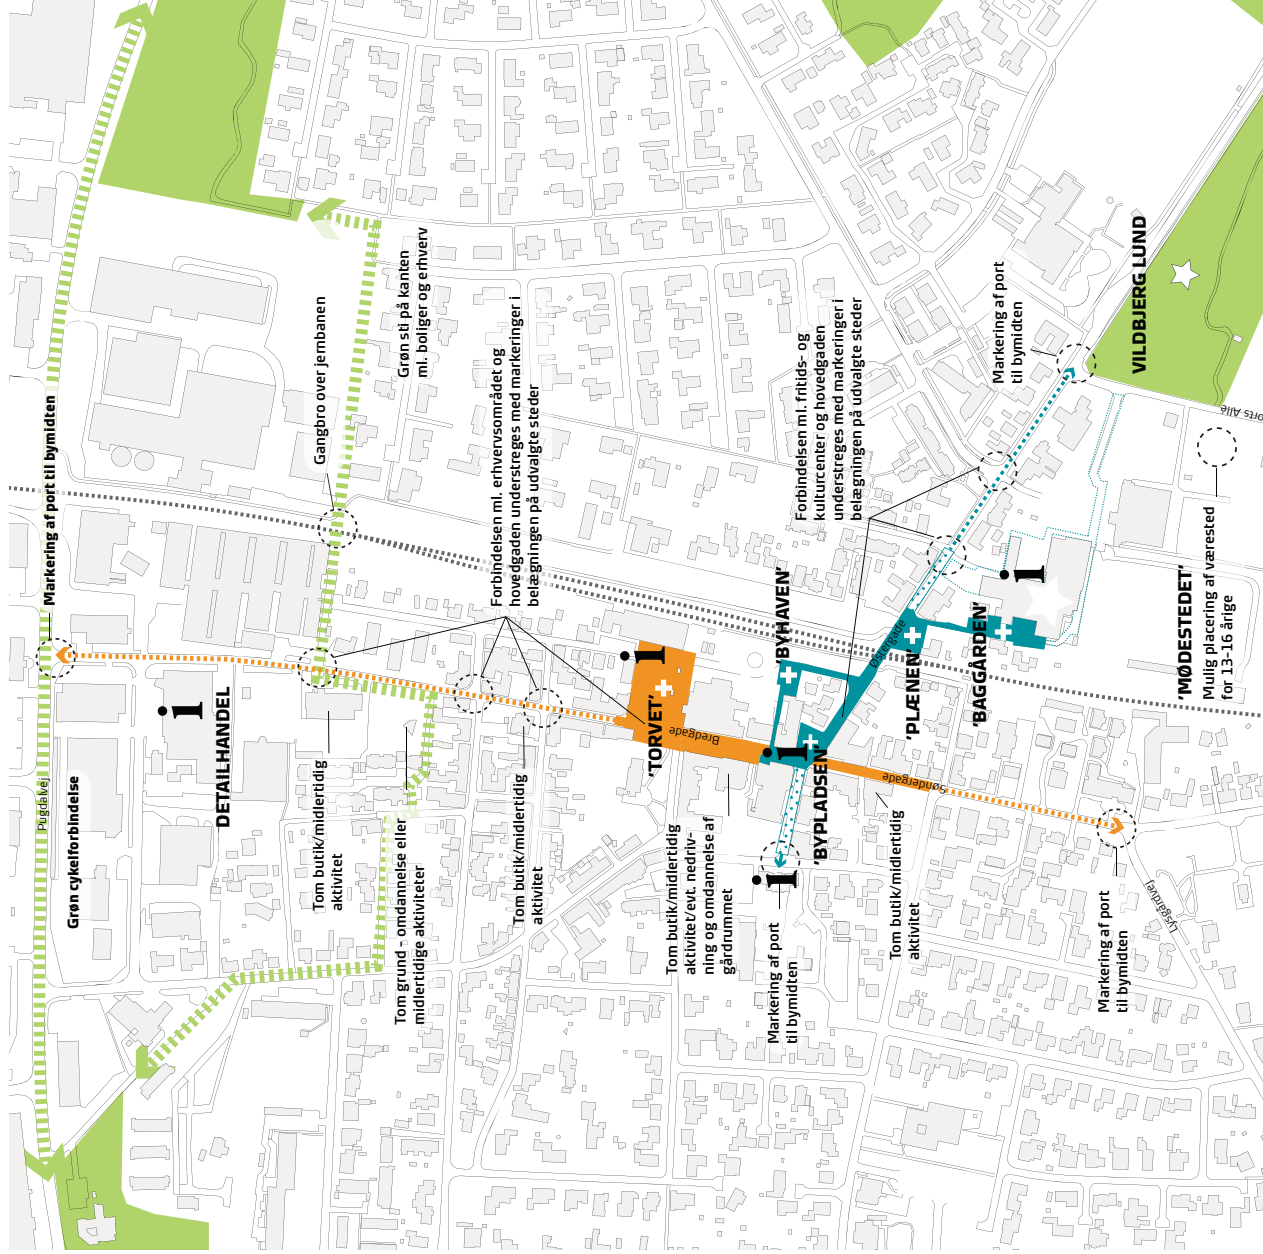 Markering af port til bymidten
Pugdalvej
Grøn cykelforbindelse
i
DETAILHANDEL
Gangbro over jernbanen
Tom butik/midlertidig
aktivitet
Grøn sti på kanten
ml. boliger og erhverv
Tom grund - omdannelse eller
midlertidige aktiviteter
Forbindelsen ml. erhvervsområdet og
hovedgaden understreges med markeringer i
belægningen på udvalgte steder
Tom butik/midlertidig
aktivitet
i
'TORVET'
Bredgade
Tom butik/midlertidig
aktivitet/evt. nedriv-
ning og omdannelse af
gårdrummet
'BYHAVEN'
i
i
Markering af port
til bymidten
'BYPLADSEN'
Forbindelsen ml. fritids- og
kulturcenter og hovedgaden
understreges med markeringer i
belægningen på udvalgte steder
Østergade
Tom butik/midlertidig
aktivitet
'PLÆNEN'
Søndergade
'BAGGÅRDEN'
Markering af port
til bymidten
i
Markering af port
til bymidten
VILDBJERG LUND
Lysgårdvej
'MØDESTEDET'
Mulig placering af værested
for 13-16 årige
orts Allé